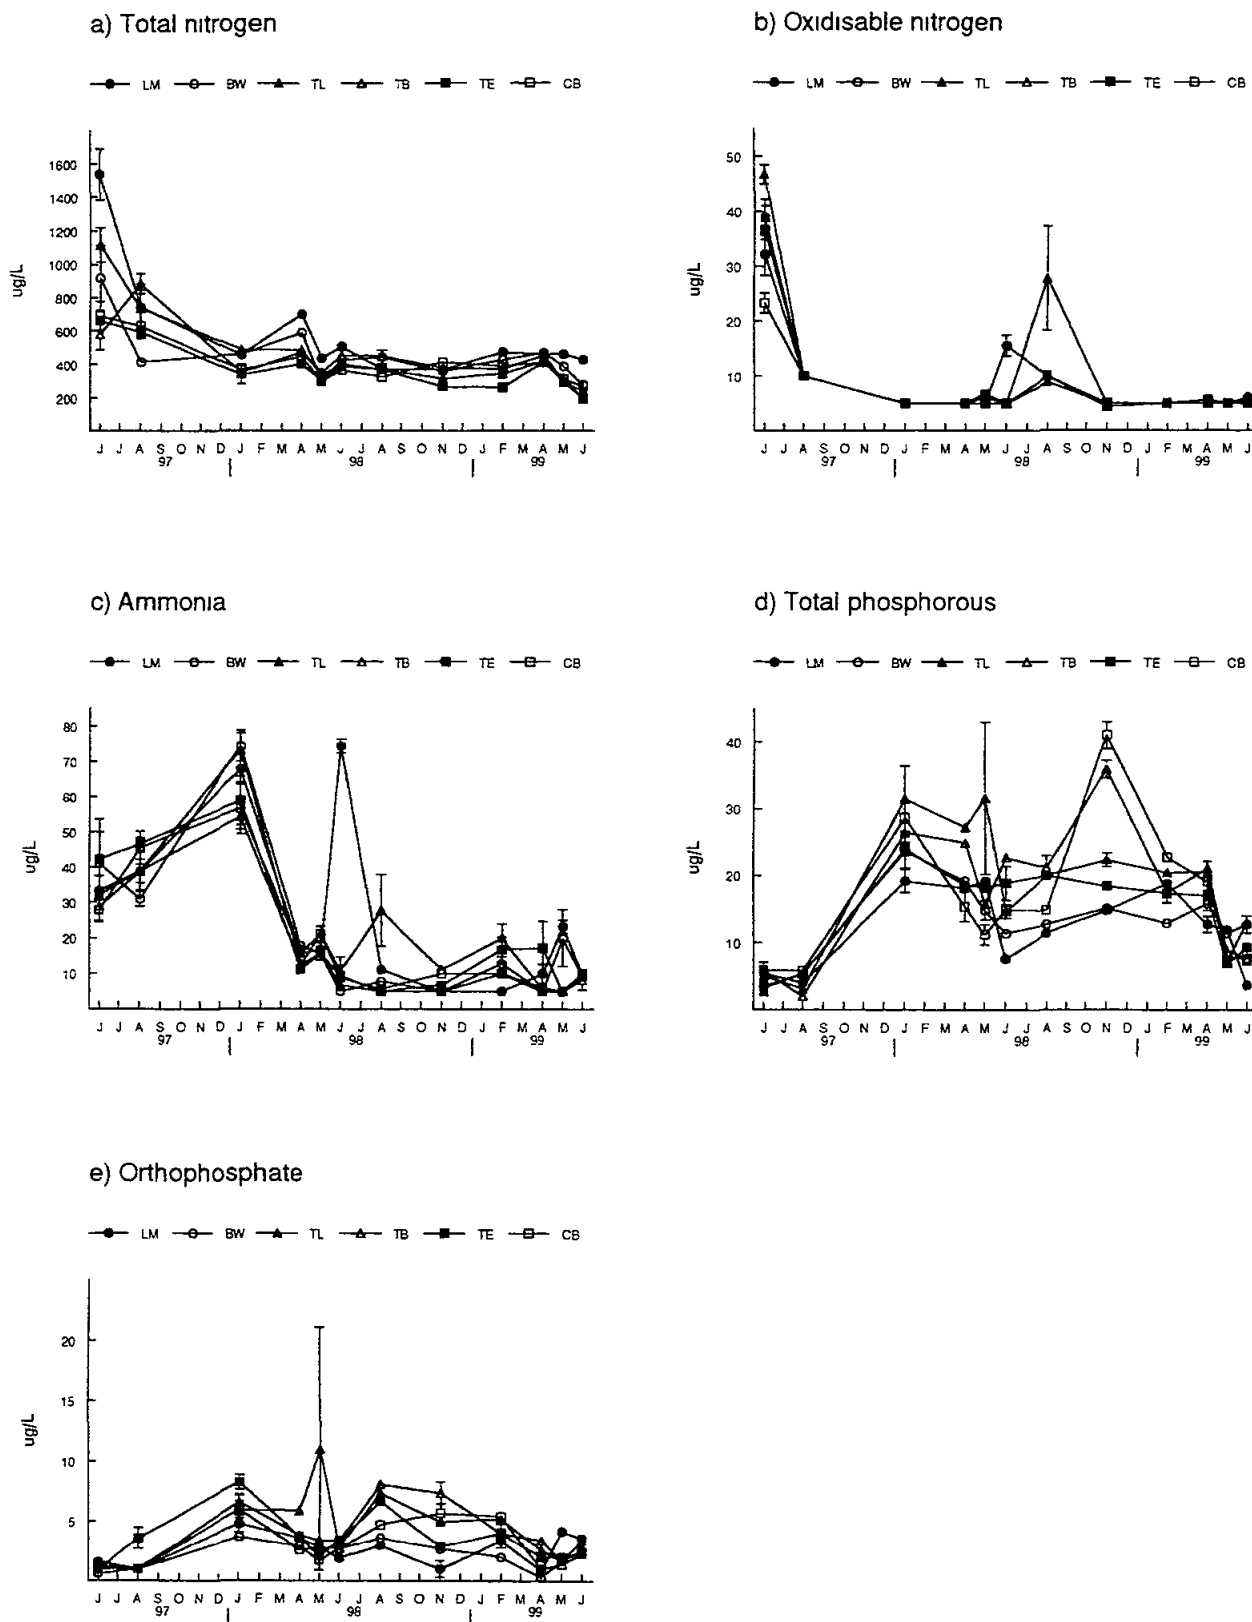 a) Total nitrogen
b) Oxidisable nitrogen
LM BW TL TB TE CB
LM BW TL TB TE CB
1600
1400
1200
1000
800
600
400
200
ug/L
J J A S O N D J F M A M J J A S O N D J F M A M J
97 98 99
50
40
30
20
10
ug/L
J J A S O N D J F M A M J J A S O N D J F M A M J
97 98 99
c) Ammonia
d) Total phosphorous
LM BW TL TB TE CB
LM BW TL TB TE CB
80
70
60
50
40
30
20
10
ug/L
J J A S O N D J F M A M J J A S O N D J F M A M J
97 98 99
40
30
20
10
ug/L
J J A S O N D J F M A M J J A S O N D J F M A M J
97 98 99
e) Orthophosphate
LM BW TL TB TE CB
20
15
10
5
ug/L
J J A S O N D J F M A M J J A S O N D J F M A M J
97 98 99